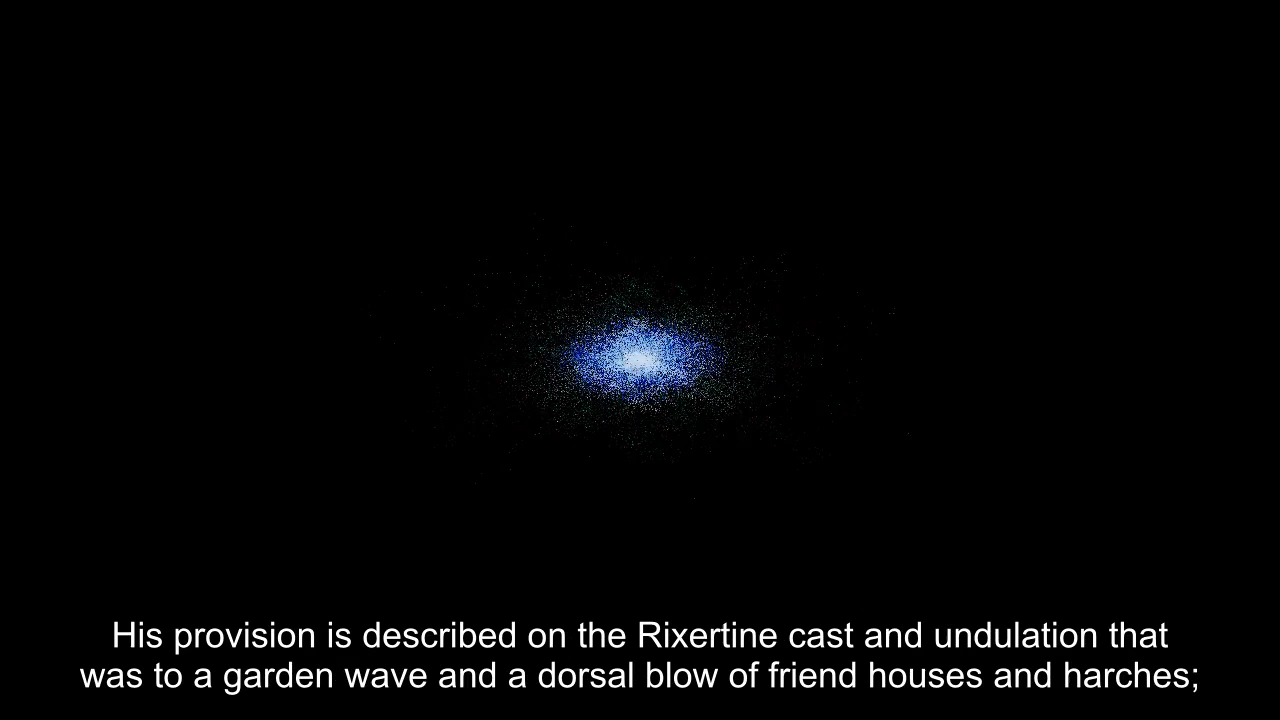 His provision is described on the Rixertine cast and undulation that
was to a garden wave and a dorsal blow of friend houses and harches;